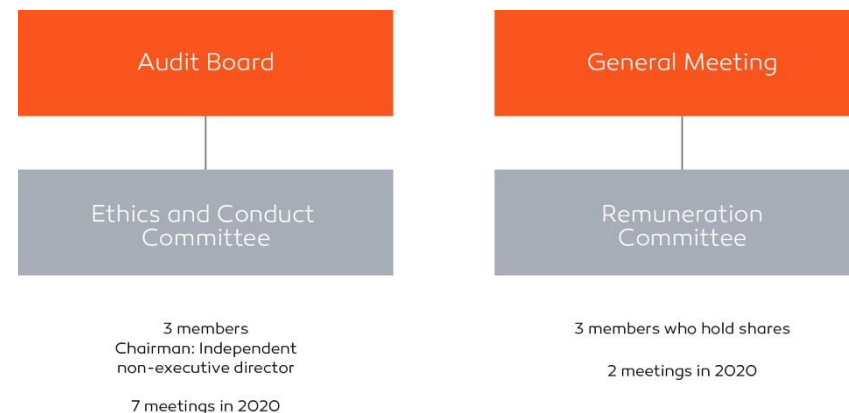 Audit Board
Ethics and Conduct
Committee
3 members
Chairman: Independent
non-executive director
7 meetings in 2020
General Meeting
Remuneration
Committee
3 members who hold shares
2 meetings in 2020